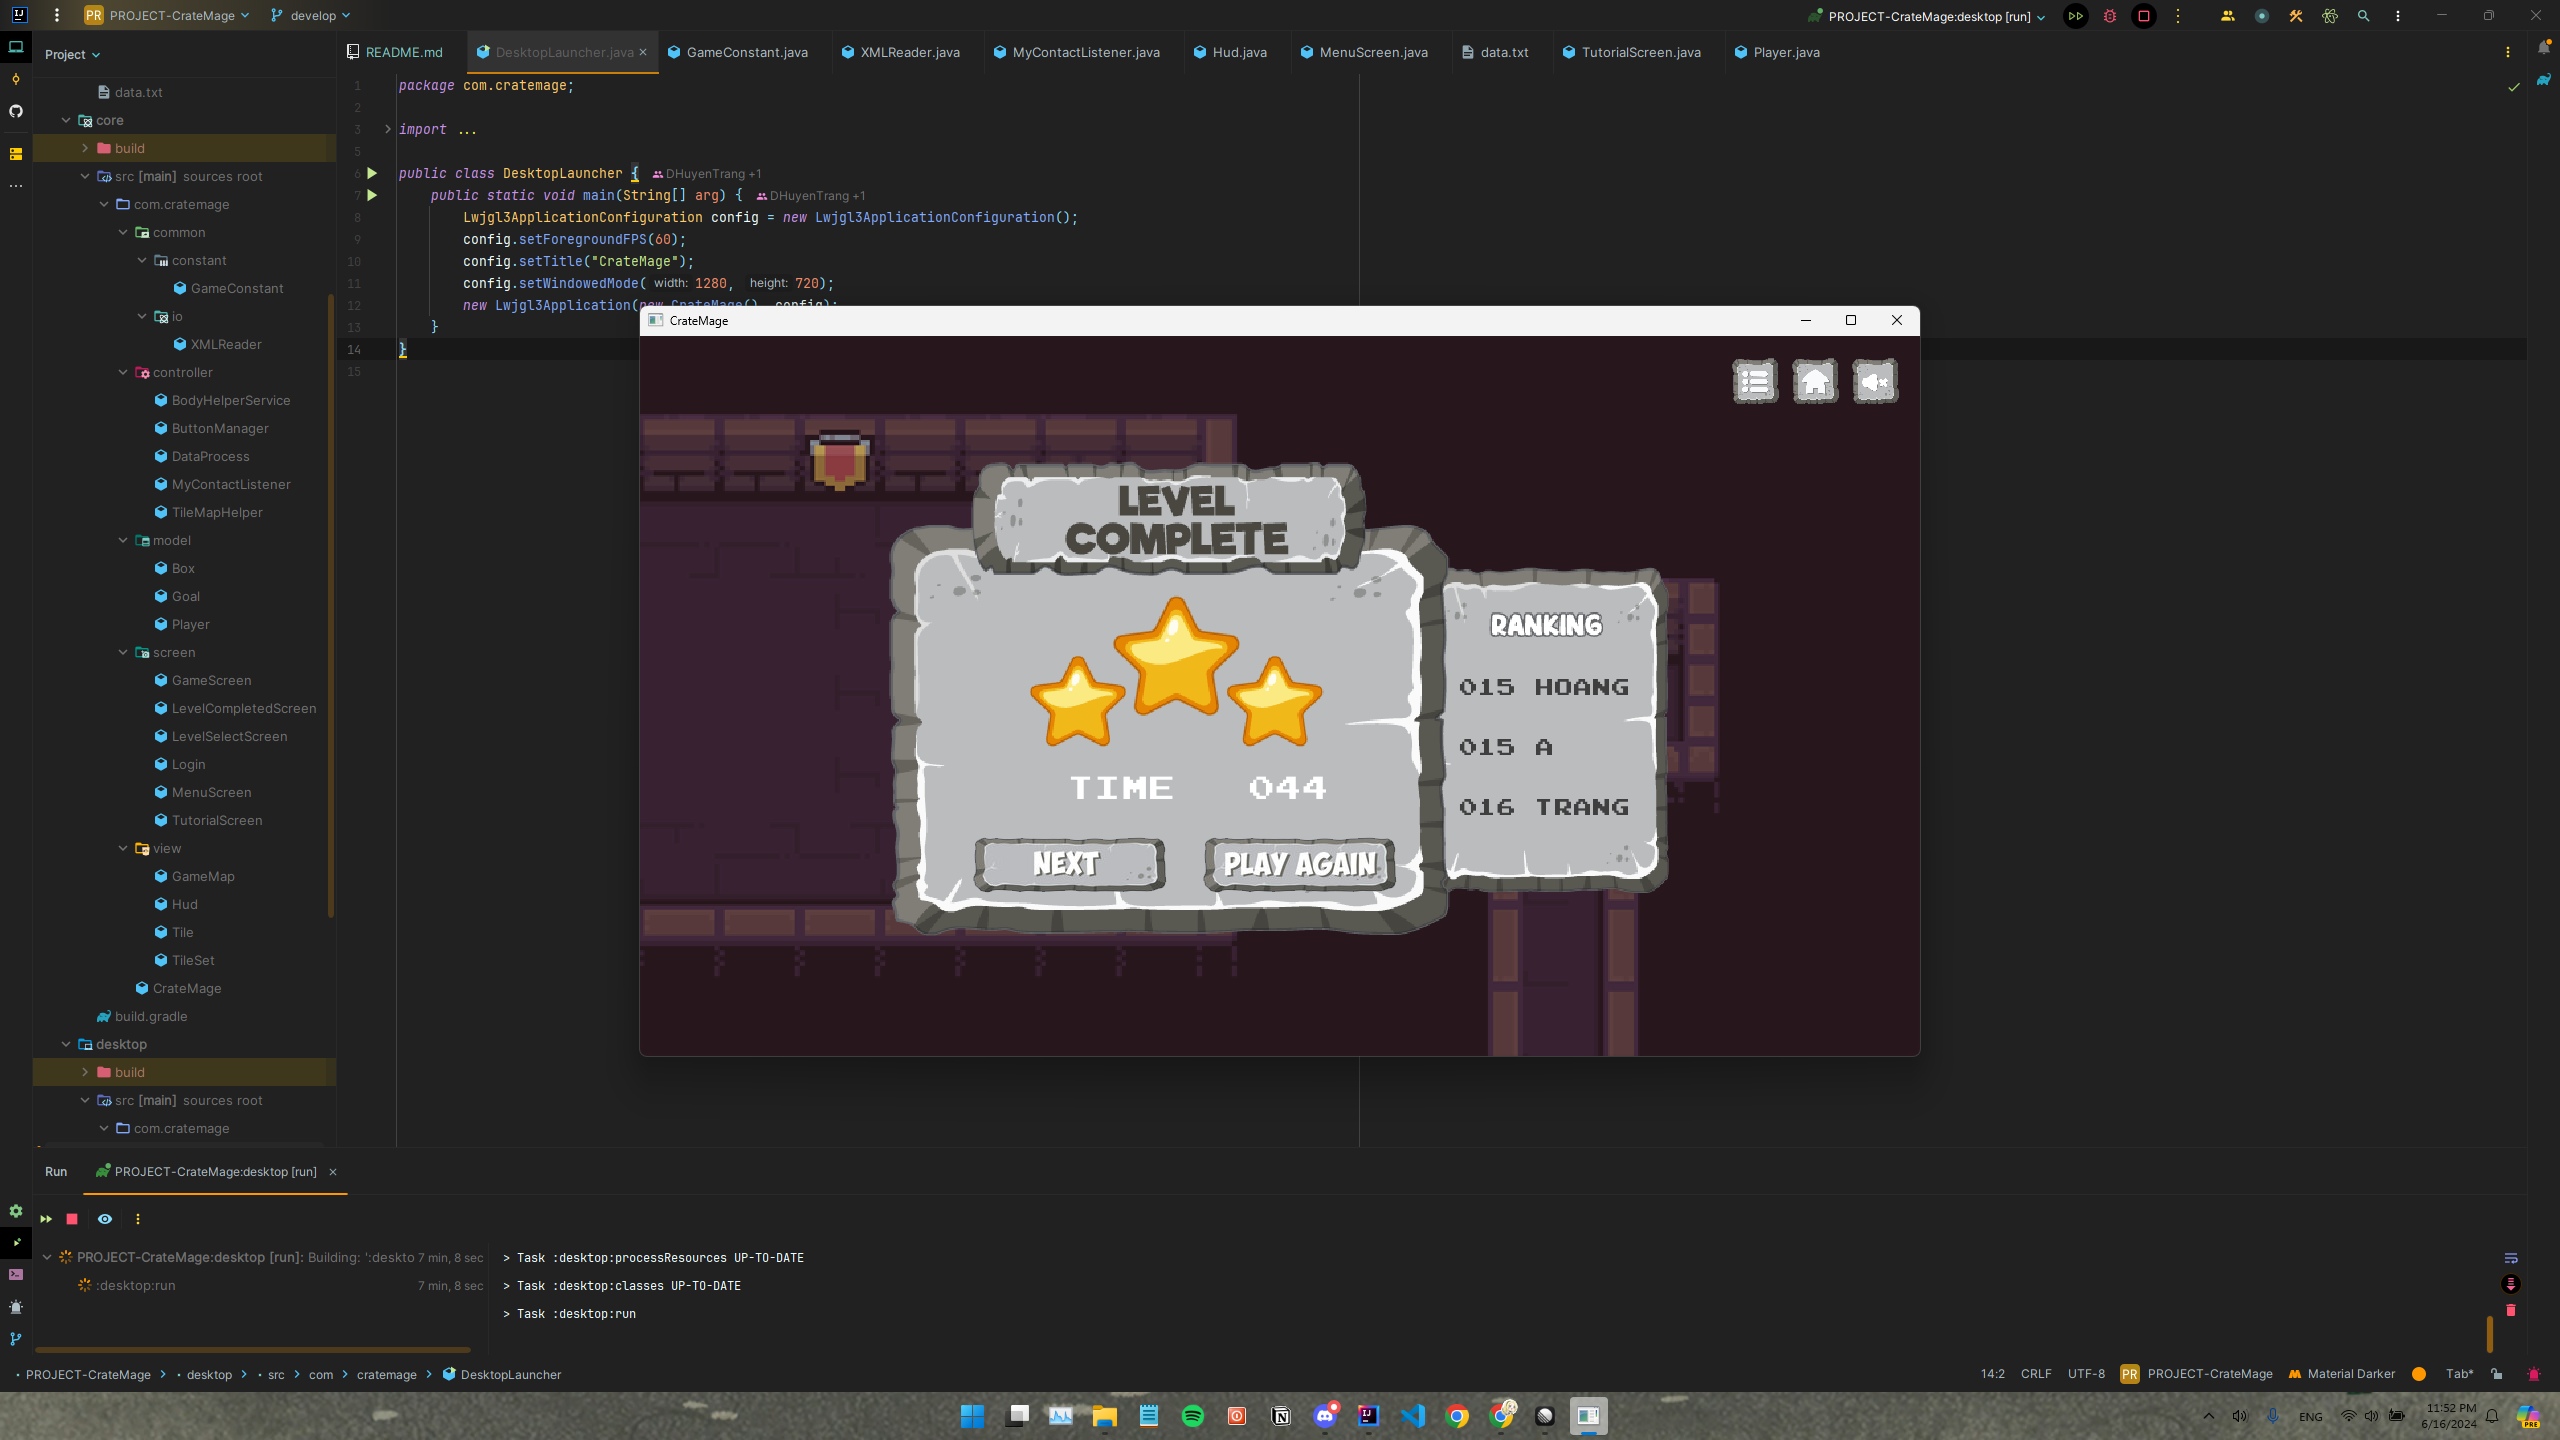 PR PROJECT-CrateMage develop PROJECT-CrateMage:desktop [run]
Project
README.md DesktopLauncher.java GameConstant.java XMLReader.java MyContactListener.java Hud.java MenuScreen.java data.txt TutorialScreen.java Player.java
data.txt
core
build
src [main] sources root
com.cratemage
common
constant
GameConstant
io
XMLReader
controller
BodyHelperService
ButtonManager
DataProcess
MyContactListener
TileMapHelper
model
Box
Goal
Player
screen
GameScreen
LevelCompletedScreen
LevelSelectScreen
Login
MenuScreen
TutorialScreen
view
GameMap
Hud
Tile
TileSet
CrateMage
build.gradle
desktop
build
src [main] sources root
com.cratemage
1 package com.cratemage;
2
3 import ...
5
6 public class DesktopLauncher { DHuyenTrang +1
7 public static void main(String[] arg) { DHuyenTrang +1
8 Lwjgl3ApplicationConfiguration config = new Lwjgl3ApplicationConfiguration();
9 config.setForegroundFPS(60);
10 config.setTitle("CrateMage");
11 config.setWindowedMode( width: 1280, height: 720);
12 new Lwjgl3Application(new CrateMage(), config);
13 }
14 }
15
CrateMage
LEVEL
COMPLETE
TIME 044
NEXT PLAY AGAIN
RANKING
015 HOANG
015 A
016 TRANG
Run PROJECT-CrateMage:desktop [run]
PROJECT-CrateMage:desktop [run]: Building: ':deskto 7 min, 8 sec
:desktop:run 7 min, 8 sec
> Task :desktop:processResources UP-TO-DATE
> Task :desktop:classes UP-TO-DATE
> Task :desktop:run
PROJECT-CrateMage desktop src com cratemage DesktopLauncher
14:2 CRLF UTF-8 PR PROJECT-CrateMage Material Darker Tab*
ENG
11:52 PM
6/16/2024